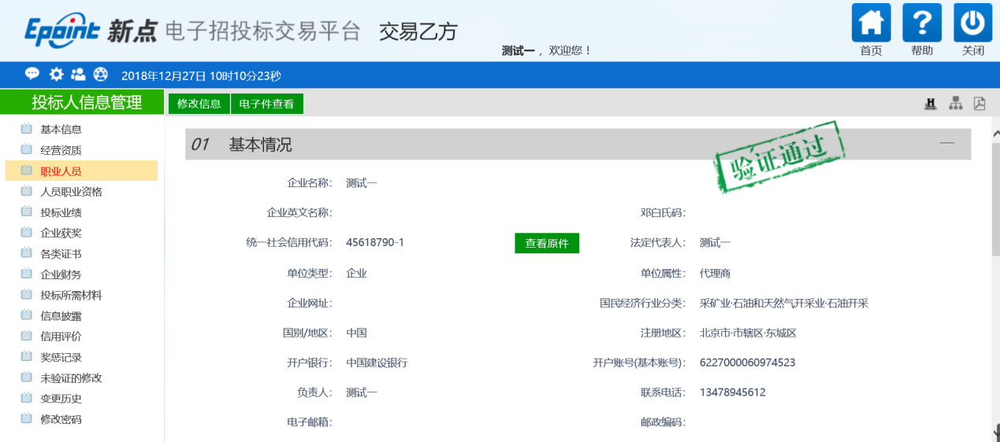 Epoint 新点 电子招投标交易平台 交易乙方
测试一 ，欢迎您！
首页 帮助 关闭
2018年12月27日 10时10分23秒
投标人信息管理
修改信息 电子件查看
基本信息
经营资质
职业人员
人员职业资格
投标业绩
企业获奖
各类证书
企业财务
投标所需材料
信息披露
信用评价
奖惩记录
未验证的修改
变更历史
修改密码
01 基本情况
验证通过
企业名称: 测试一
企业英文名称: 邓白氏码:
统一社会信用代码: 45618790-1 查看原件 法定代表人: 测试一
单位类型: 企业 单位属性: 代理商
企业网址: 国民经济行业分类: 采矿业·石油和天然气开采业·石油开采
国别/地区: 中国 注册地区: 北京市·市辖区·东城区
开户银行: 中国建设银行 开户账号(基本账号): 6227000060974523
负责人: 测试一 联系电话: 13478945612
电子邮箱: 邮政编码: